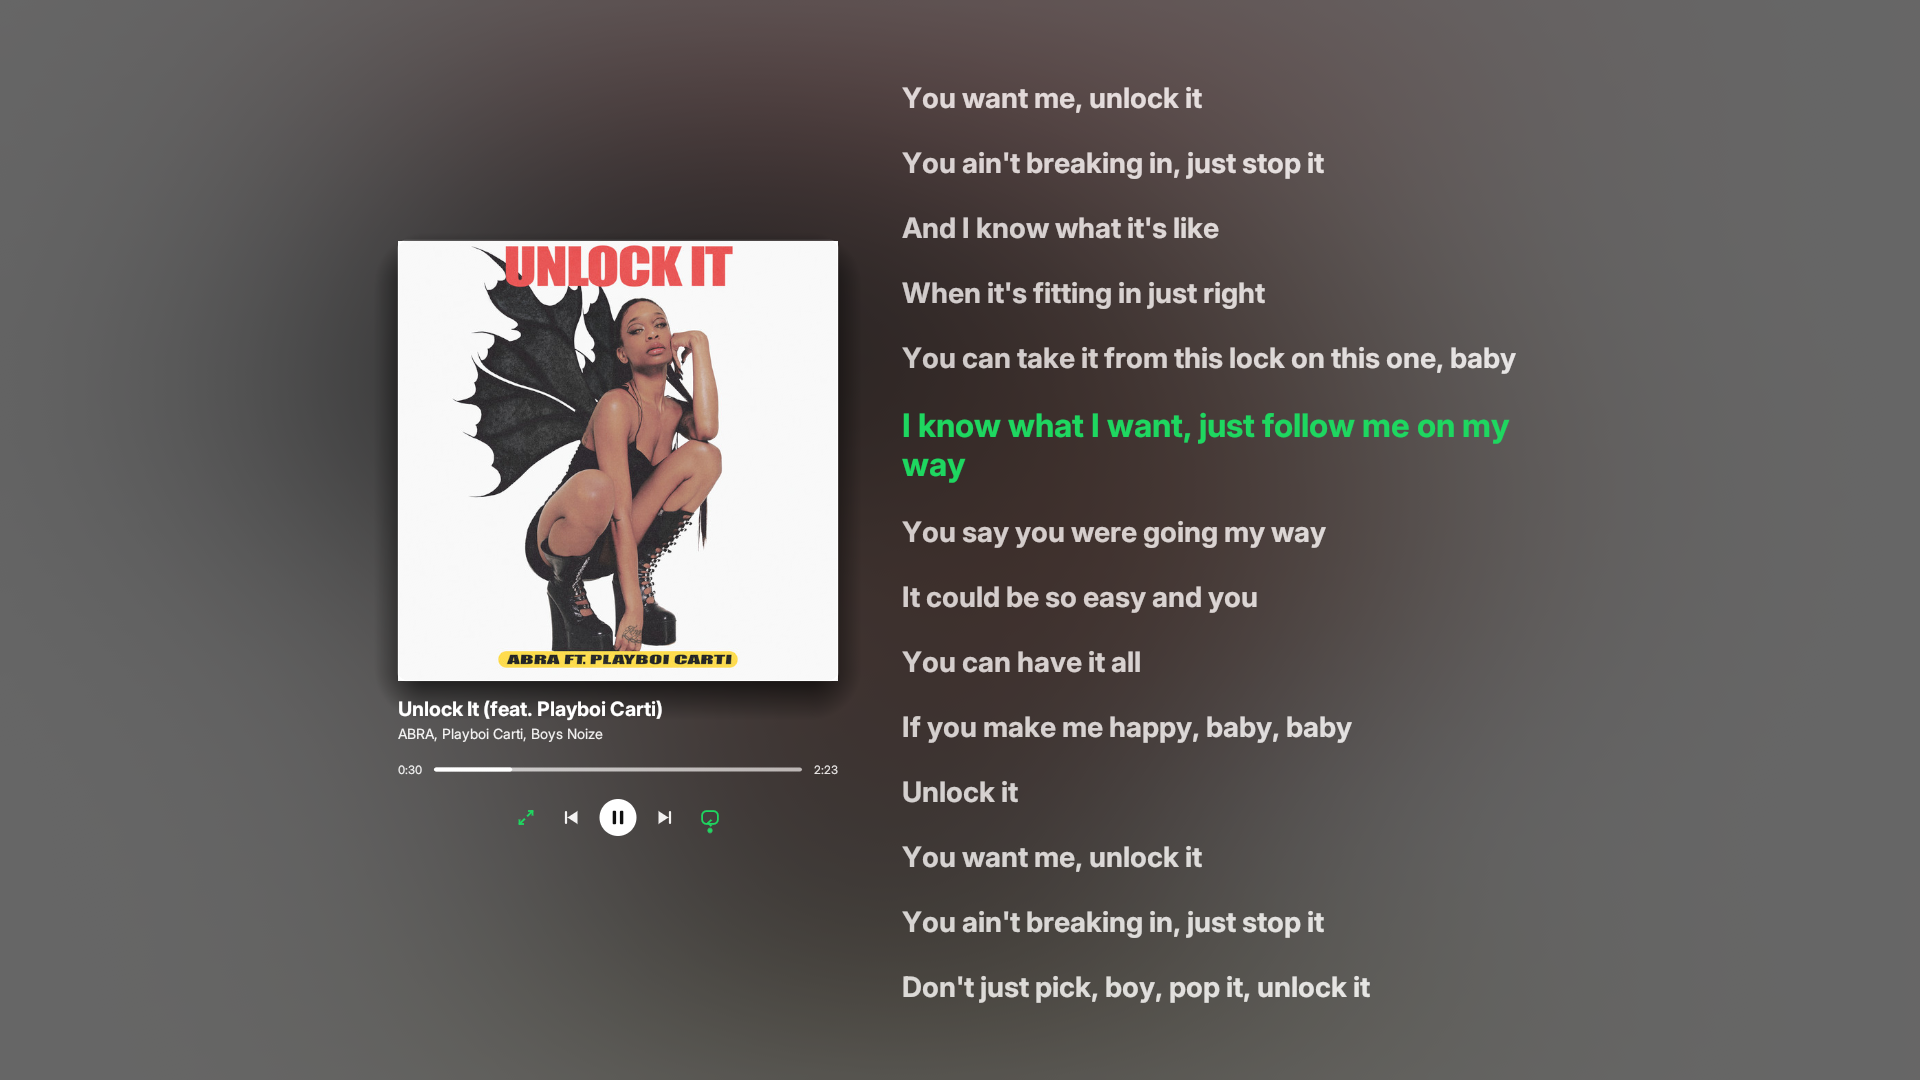 UNLOCK IT
ABRA FT. PLAYBOI CARTI
Unlock It (feat. Playboi Carti)
ABRA, Playboi Carti, Boys Noize
0:30
2:23
You want me, unlock it
You ain't breaking in, just stop it
And I know what it's like
When it's fitting in just right
You can take it from this lock on this one, baby
I know what I want, just follow me on my
way
You say you were going my way
It could be so easy and you
You can have it all
If you make me happy, baby, baby
Unlock it
You want me, unlock it
You ain't breaking in, just stop it
Don't just pick, boy, pop it, unlock it